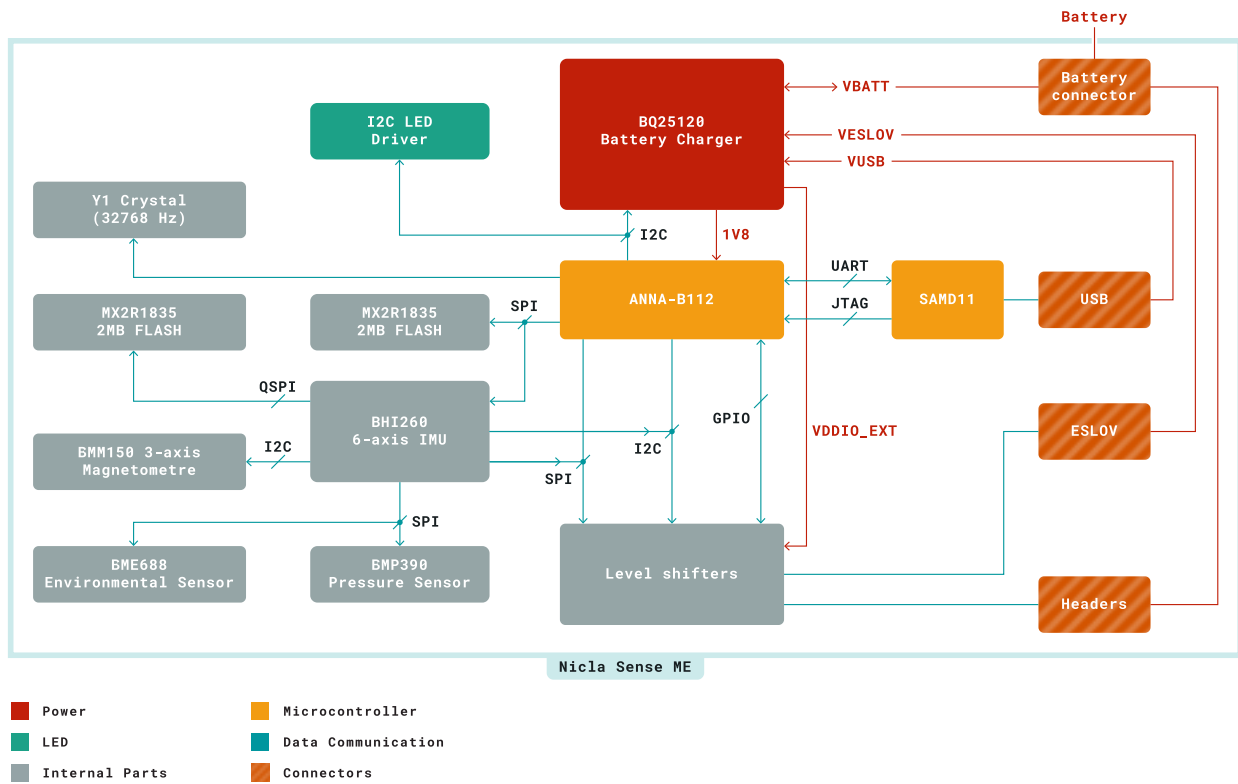 Battery
Battery
connector
BQ25120
Battery Charger
VBATT
VESLOV
VUSB
I2C LED
Driver
Y1 Crystal
(32768 Hz)
I2C
1V8
ANNA-B112
UART
JTAG
SAMD11
USB
MX2R1835
2MB FLASH
MX2R1835
2MB FLASH
SPI
QSPI
BHI260
6-axis IMU
GPIO
VDDIO_EXT
ESLOV
BMM150 3-axis
Magnetometre
I2C
I2C
SPI
SPI
BME688
Environmental Sensor
BMP390
Pressure Sensor
Level shifters
Headers
Nicla Sense ME
Power
Microcontroller
LED
Data Communication
Internal Parts
Connectors